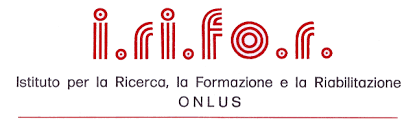 i.ri.fo.r.
Istituto per la Ricerca, la Formazione e la Riabilitazione
ONLUS